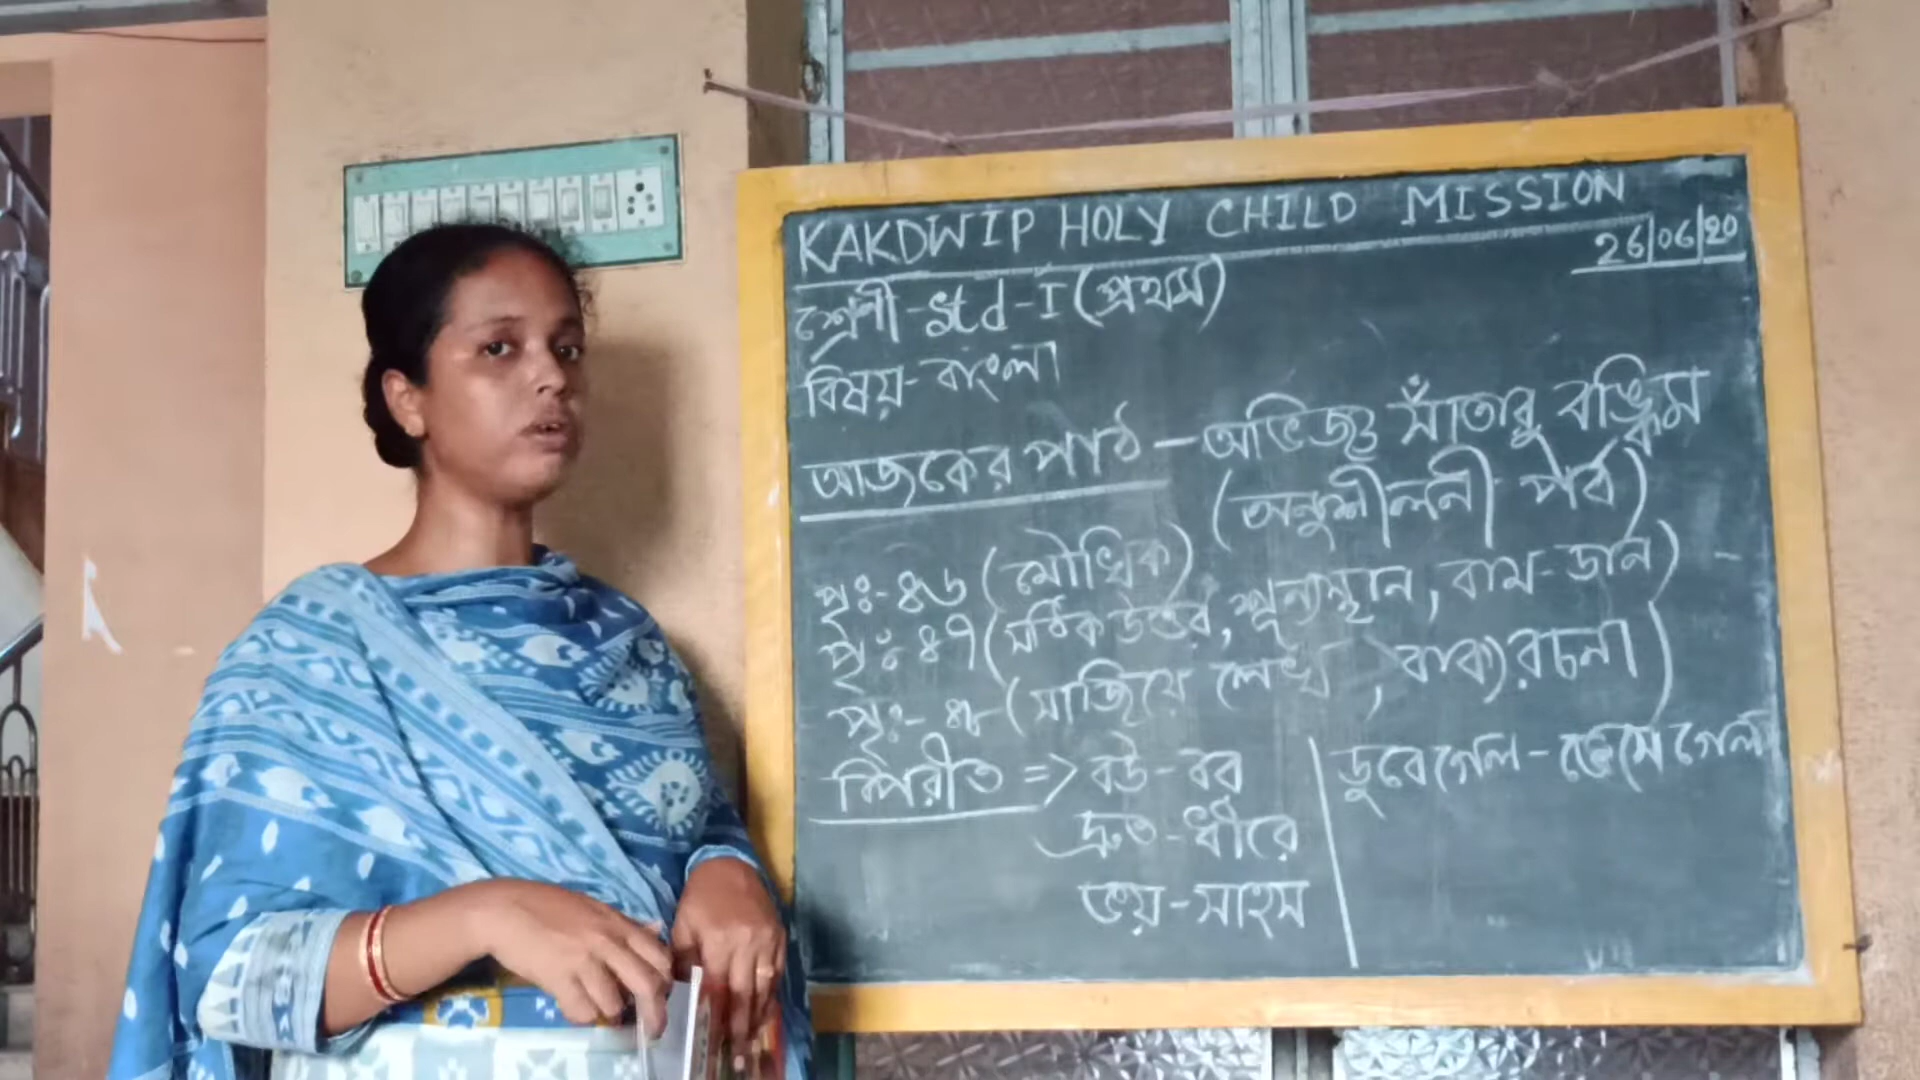 KAKDWIP HOLY CHILD MISSION
26/06/20
শ্রেণী-std-I (প্রথম)
বিষয়-বাংলা
আজকের পাঠ - অভিজ্ঞ সাঁতারু বঙ্কিম
(অনুশীলনী পর্ব)
পৃঃ-৪৬ (মৌখিক)
পৃঃ ৪৭ (সঠিক উত্তর, শূন্যস্থান, বাম-ডান)
পৃঃ-৪৮ (সাজিয়ে লেখ, বাক্য রচনা)
বিপরীত => বউ-বর
দ্রুত-ধীরে
ভয়-সাহস
ডুবে গেল-ভেসে গেল